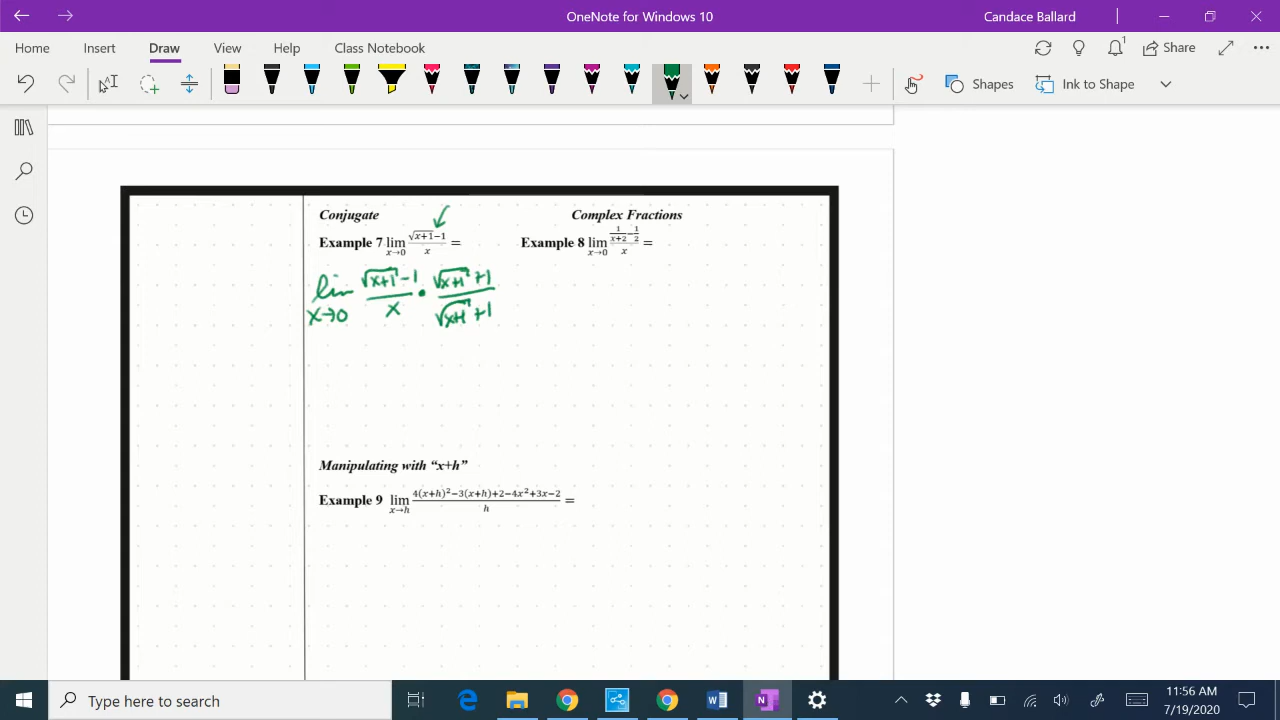 OneNote for Windows 10
Candace Ballard
Home Insert Draw View Help Class Notebook
1
Share
Shapes
Ink to Shape
Conjugate
Complex Fractions
Example 7 lim x→0 (√(x+1)−1)/x =
Example 8 lim x→0 (1/(x+2)−1/2)/x =
lim x→0 (√(x+1) −1)/x • (√(x+1) +1)/(√(x+1) +1)
Manipulating with “x+h”
Example 9 lim x→h (4(x+h)²−3(x+h)+2−4x²+3x−2)/h =
Type here to search
11:56 AM
7/19/2020